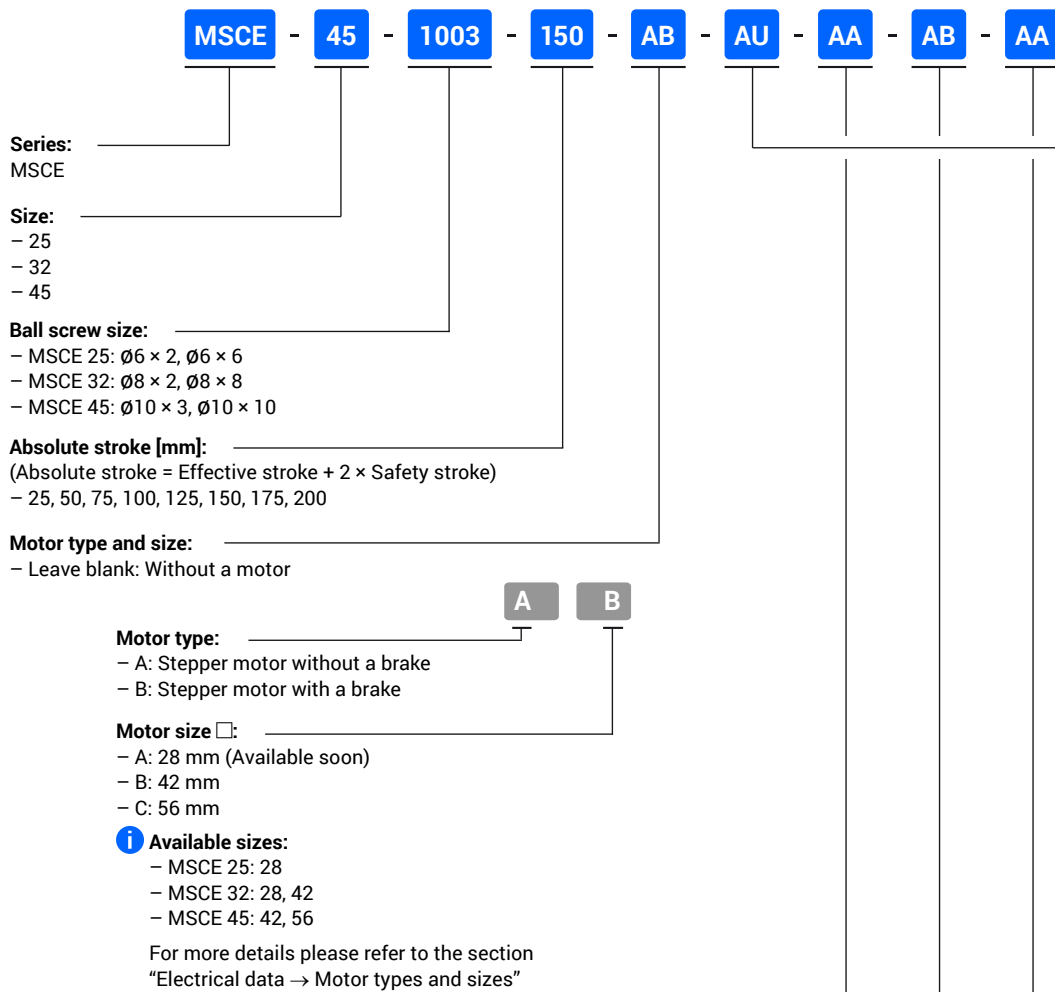 MSCE - 45 - 1003 - 150 - AB - AU - AA - AB - AA
Series:
MSCE
Size:
– 25
– 32
– 45
Ball screw size:
– MSCE 25: Ø6 × 2, Ø6 × 6
– MSCE 32: Ø8 × 2, Ø8 × 8
– MSCE 45: Ø10 × 3, Ø10 × 10
Absolute stroke [mm]:
(Absolute stroke = Effective stroke + 2 × Safety stroke)
– 25, 50, 75, 100, 125, 150, 175, 200
Motor type and size:
– Leave blank: Without a motor
A B
Motor type:
– A: Stepper motor without a brake
– B: Stepper motor with a brake
Motor size □:
– A: 28 mm (Available soon)
– B: 42 mm
– C: 56 mm
i Available sizes:
– MSCE 25: 28
– MSCE 32: 28, 42
– MSCE 45: 42, 56
For more details please refer to the section
“Electrical data → Motor types and sizes”